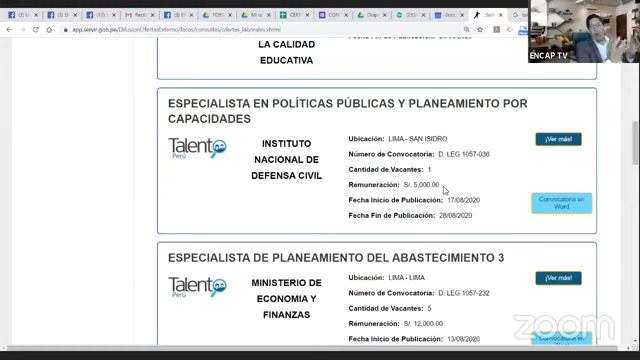 app.servir.gob.pe/DifusionOfertasExterno/faces/consultas/ofertas_laborales.xhtml
ENCAP TV
LA CALIDAD
EDUCATIVA
ESPECIALISTA EN POLÍTICAS PÚBLICAS Y PLANEAMIENTO POR
CAPACIDADES
Talento
Perú
INSTITUTO
NACIONAL DE
DEFENSA CIVIL
Ubicación: LIMA - SAN ISIDRO
Número de Convocatoria: D. LEG 1057-036
Cantidad de Vacantes: 1
Remuneración: S/. 5,000.00
Fecha Inicio de Publicación: 17/08/2020
Fecha Fin de Publicación: 28/08/2020
¡Ver más!
Convocatoria en
Word
ESPECIALISTA DE PLANEAMIENTO DEL ABASTECIMIENTO 3
Talento
Perú
MINISTERIO DE
ECONOMIA Y
FINANZAS
Ubicación: LIMA - LIMA
Número de Convocatoria: D. LEG 1057-232
Cantidad de Vacantes: 5
Remuneración: S/. 12,000.00
Fecha Inicio de Publicación: 13/08/2020
¡Ver más!
Convocatoria en
zoom